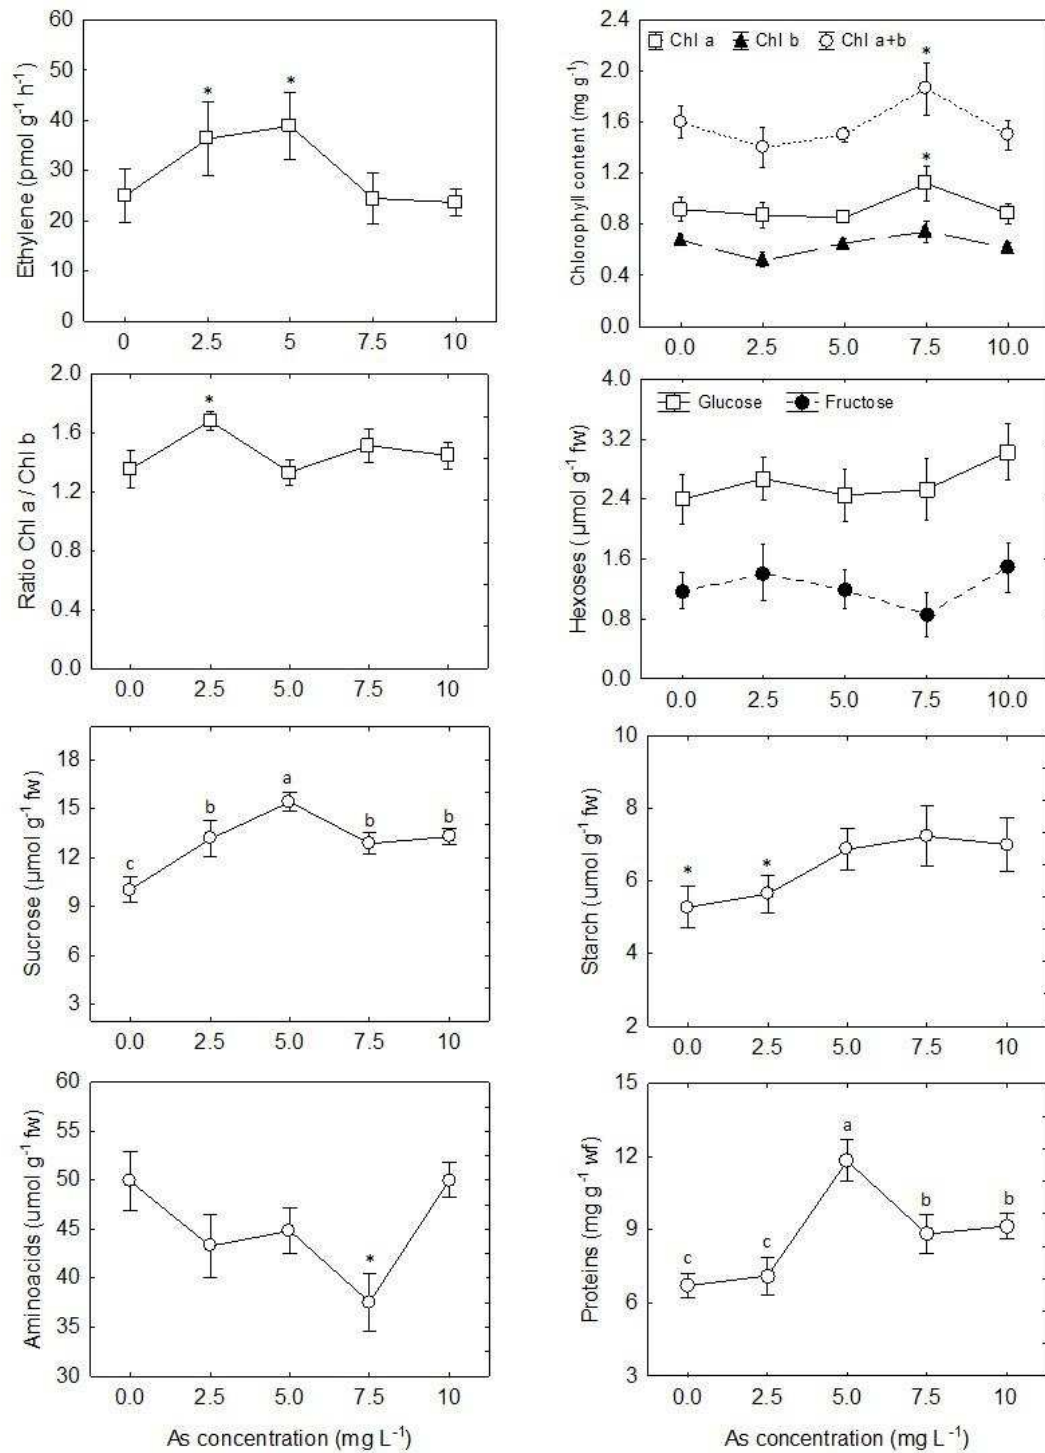 Ethylene (pmol g-1 h-1)
60
50
40
30
20
10
0
* *
0 2.5 5 7.5 10
Chlorophyll content (mg g-1)
2.4
1.8
1.6
1.2
0.8
0.4
0.0
Chl a Chl b Chl a+b
*
*
0.0 2.5 5.0 7.5 10.0
Ratio Chl a / Chl b
2.0
1.6
1.2
0.8
0.4
0.0
*
0.0 2.5 5.0 7.5 10
Hexoses ( µmol g-1 fw)
4.0
3.2
2.4
1.6
0.8
0.0
Glucose Fructose
0.0 2.5 5.0 7.5 10.0
Sucrose (µmol g-1 fw)
18
15
12
9
6
3
c b a b b
0.0 2.5 5.0 7.5 10
Starch (umol g-1 fw)
10
8
6
4
2
* *
0.0 2.5 5.0 7.5 10
Aminoacids (umol g-1 fw)
60
55
50
45
40
35
30
*
0.0 2.5 5.0 7.5 10
As concentration (mg L-1)
Proteins (mg g-1 wf)
15
12
9
6
3
c c a b b
0.0 2.5 5.0 7.5 10
As concentration (mg L-1)